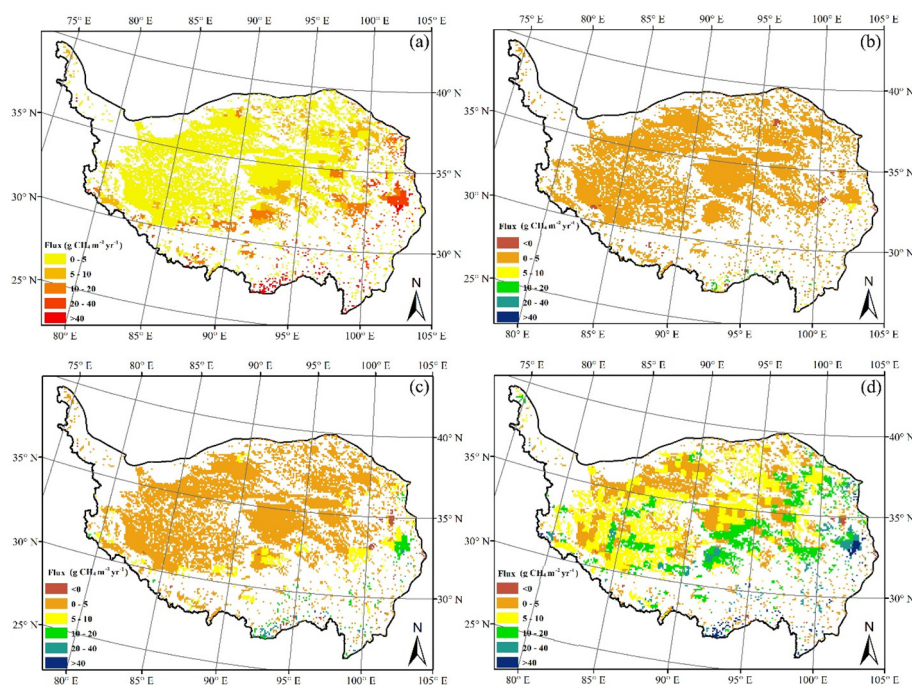 75° E 80° E 85° E 90° E 95° E 100° E 105° E
(a)
40° N
35° N
35° N
30° N
30° N
25° N
Flux (g CH₄ m⁻² yr⁻¹)
0 - 5
5 - 10
10 - 20
20 - 40
>40
N
80° E 85° E 90° E 95° E 100° E 105° E
75° E 80° E 85° E 90° E 95° E 100° E 105° E
(b)
40° N
35° N
35° N
30° N
30° N
25° N
Flux (g CH₄ m⁻² yr⁻¹)
<0
0 - 5
5 - 10
10 - 20
20 - 40
>40
N
80° E 85° E 90° E 95° E 100° E 105° E
75° E 80° E 85° E 90° E 95° E 100° E 105° E
(c)
40° N
35° N
35° N
30° N
30° N
25° N
Flux (g CH₄ m⁻² yr⁻¹)
<0
0 - 5
5 - 10
10 - 20
20 - 40
>40
N
80° E 85° E 90° E 95° E 100° E 105° E
75° E 80° E 85° E 90° E 95° E 100° E 105° E
(d)
40° N
35° N
35° N
30° N
30° N
25° N
Flux (g CH₄ m⁻² yr⁻¹)
<0
0 - 5
5 - 10
10 - 20
20 - 40
>40
N
80° E 85° E 90° E 95° E 100° E 105° E